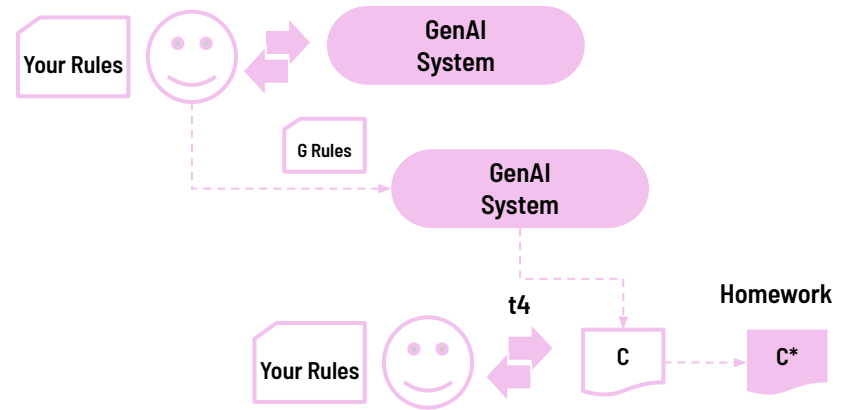 Your Rules
GenAI
System
G Rules
GenAI
System
t4
Homework
Your Rules
C
C*